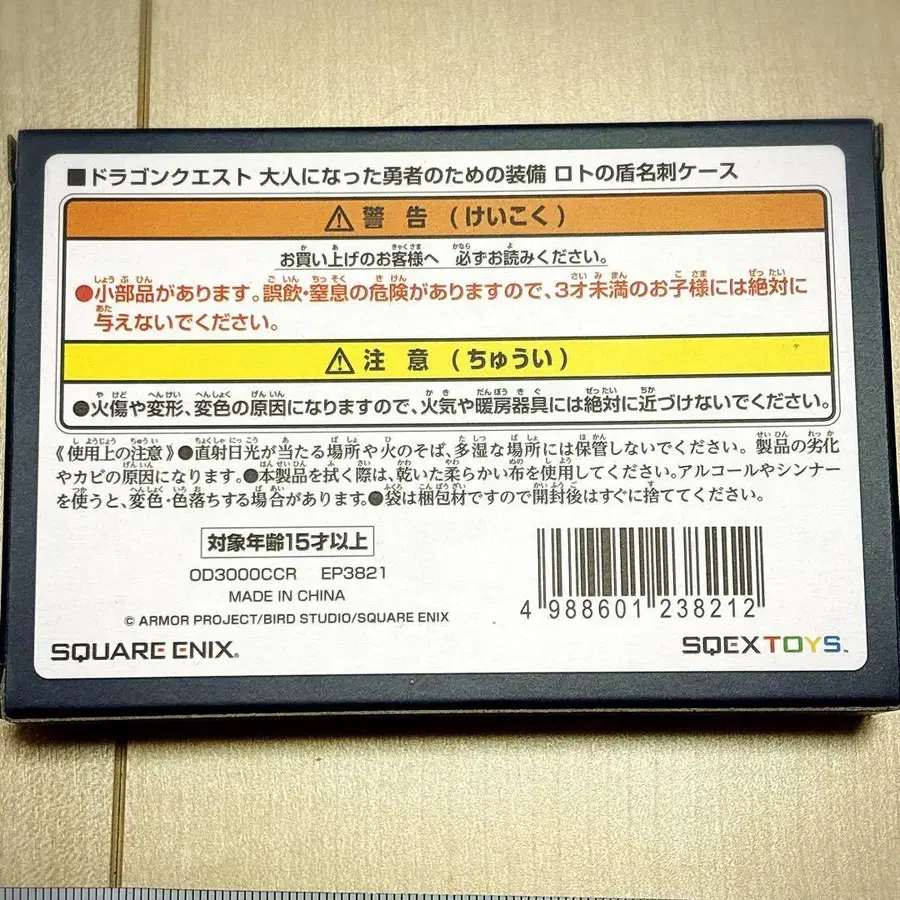 ■ドラゴンクエスト 大人になった勇者のための装備 ロトの盾名刺ケース
⚠ 警 告 (けいこく)
お買い上げのお客様へ 必ずお読みください。
●小部品があります。誤飲・窒息の危険がありますので、3才未満のお子様には絶対に
与えないでください。
⚠ 注 意 (ちゅうい)
●火傷や変形、変色の原因になりますので、火気や暖房器具には絶対に近づけないでください。
《使用上の注意》●直射日光が当たる場所や火のそば、多湿な場所には保管しないでください。製品の劣化
やカビの原因になります。●本製品を拭く際は、乾いた柔らかい布を使用してください。アルコールやシンナー
を使うと、変色・色落ちする場合があります。●袋は梱包材ですので開封後はすぐに捨ててください。
対象年齢15才以上
OD3000CCR EP3821
MADE IN CHINA
© ARMOR PROJECT/BIRD STUDIO/SQUARE ENIX
4 988601 238212
SQUARE ENIX.
SQEX TOYS™